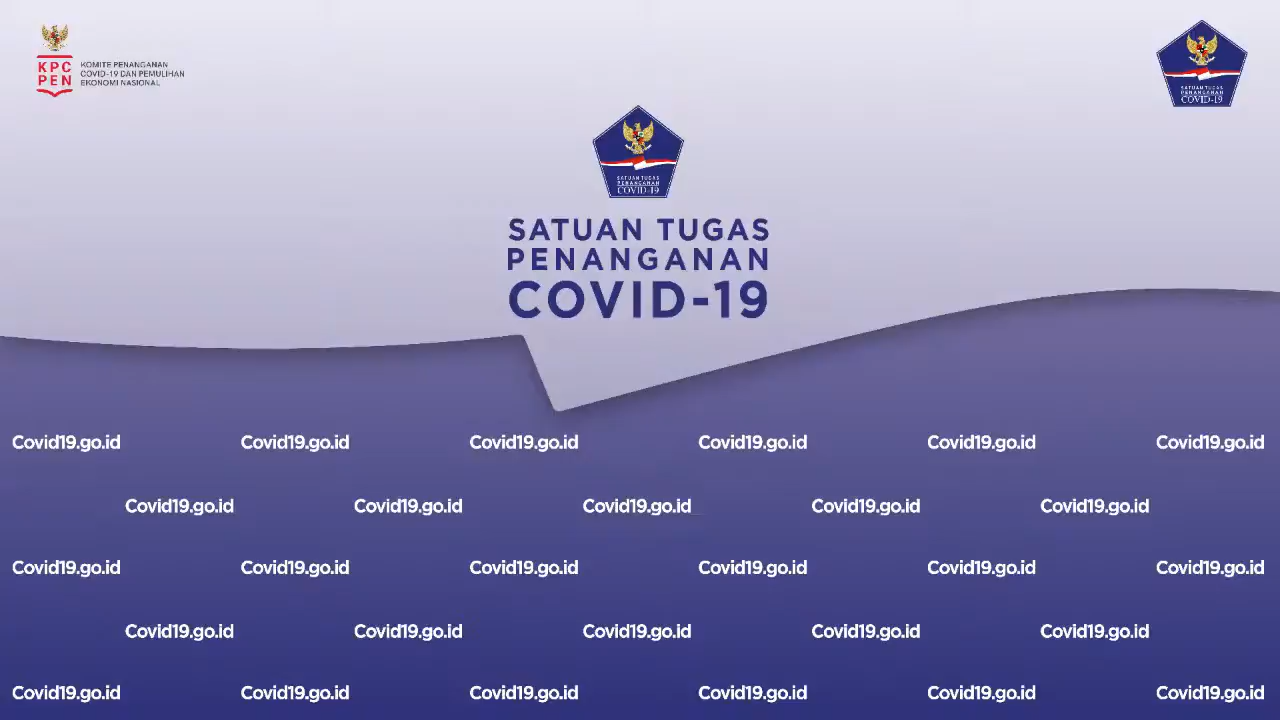 KPC
PEN
KOMITE PENANGANAN
COVID-19 DAN PEMULIHAN
EKONOMI NASIONAL
SATUAN TUGAS
PENANGANAN
COVID-19
SATUAN TUGAS
PENANGANAN
COVID-19
SATUAN TUGAS
PENANGANAN
COVID-19
Covid19.go.id Covid19.go.id Covid19.go.id Covid19.go.id Covid19.go.id Covid19.go.id
Covid19.go.id Covid19.go.id Covid19.go.id Covid19.go.id Covid19.go.id
Covid19.go.id Covid19.go.id Covid19.go.id Covid19.go.id Covid19.go.id Covid19.go.id
Covid19.go.id Covid19.go.id Covid19.go.id Covid19.go.id Covid19.go.id
Covid19.go.id Covid19.go.id Covid19.go.id Covid19.go.id Covid19.go.id Covid19.go.id